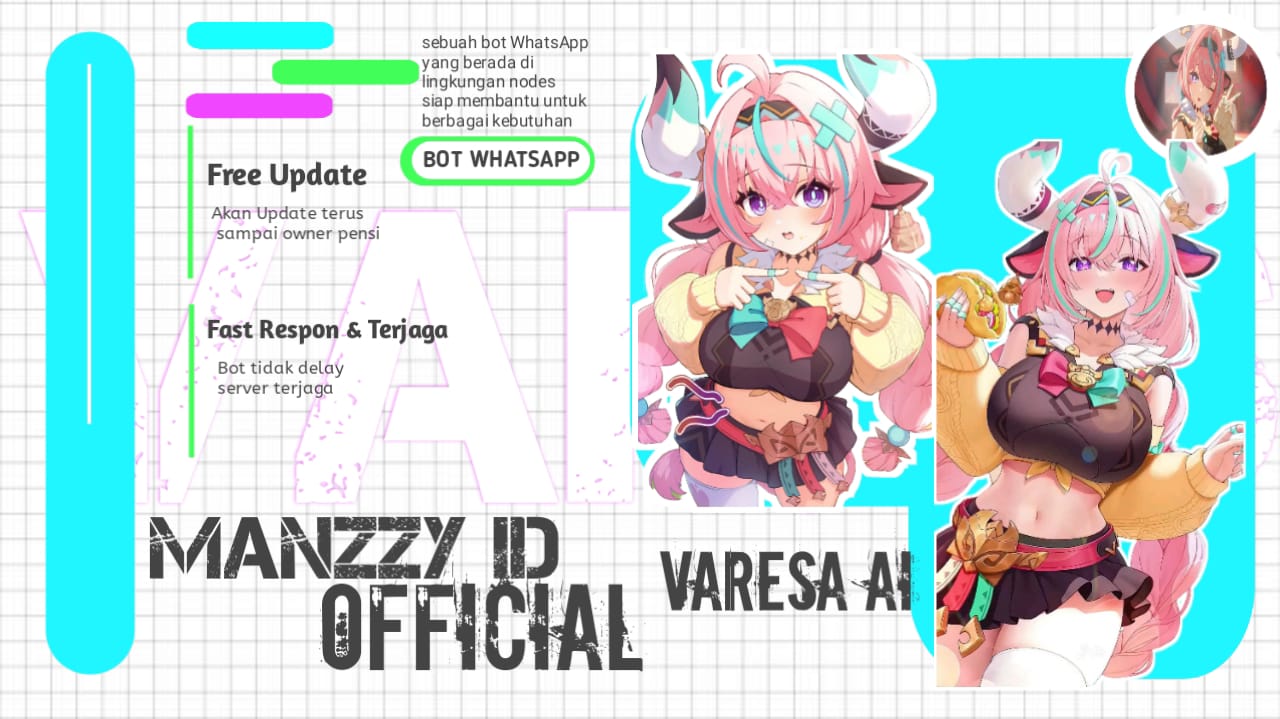 sebuah bot WhatsApp
yang berada di
lingkungan nodes
siap membantu untuk
berbagai kebutuhan
BOT WHATSAPP
Free Update
Akan Update terus
sampai owner pensi
Fast Respon & Terjaga
Bot tidak delay
server terjaga
MANZZY ID
OFFICIAL
VARESA AI